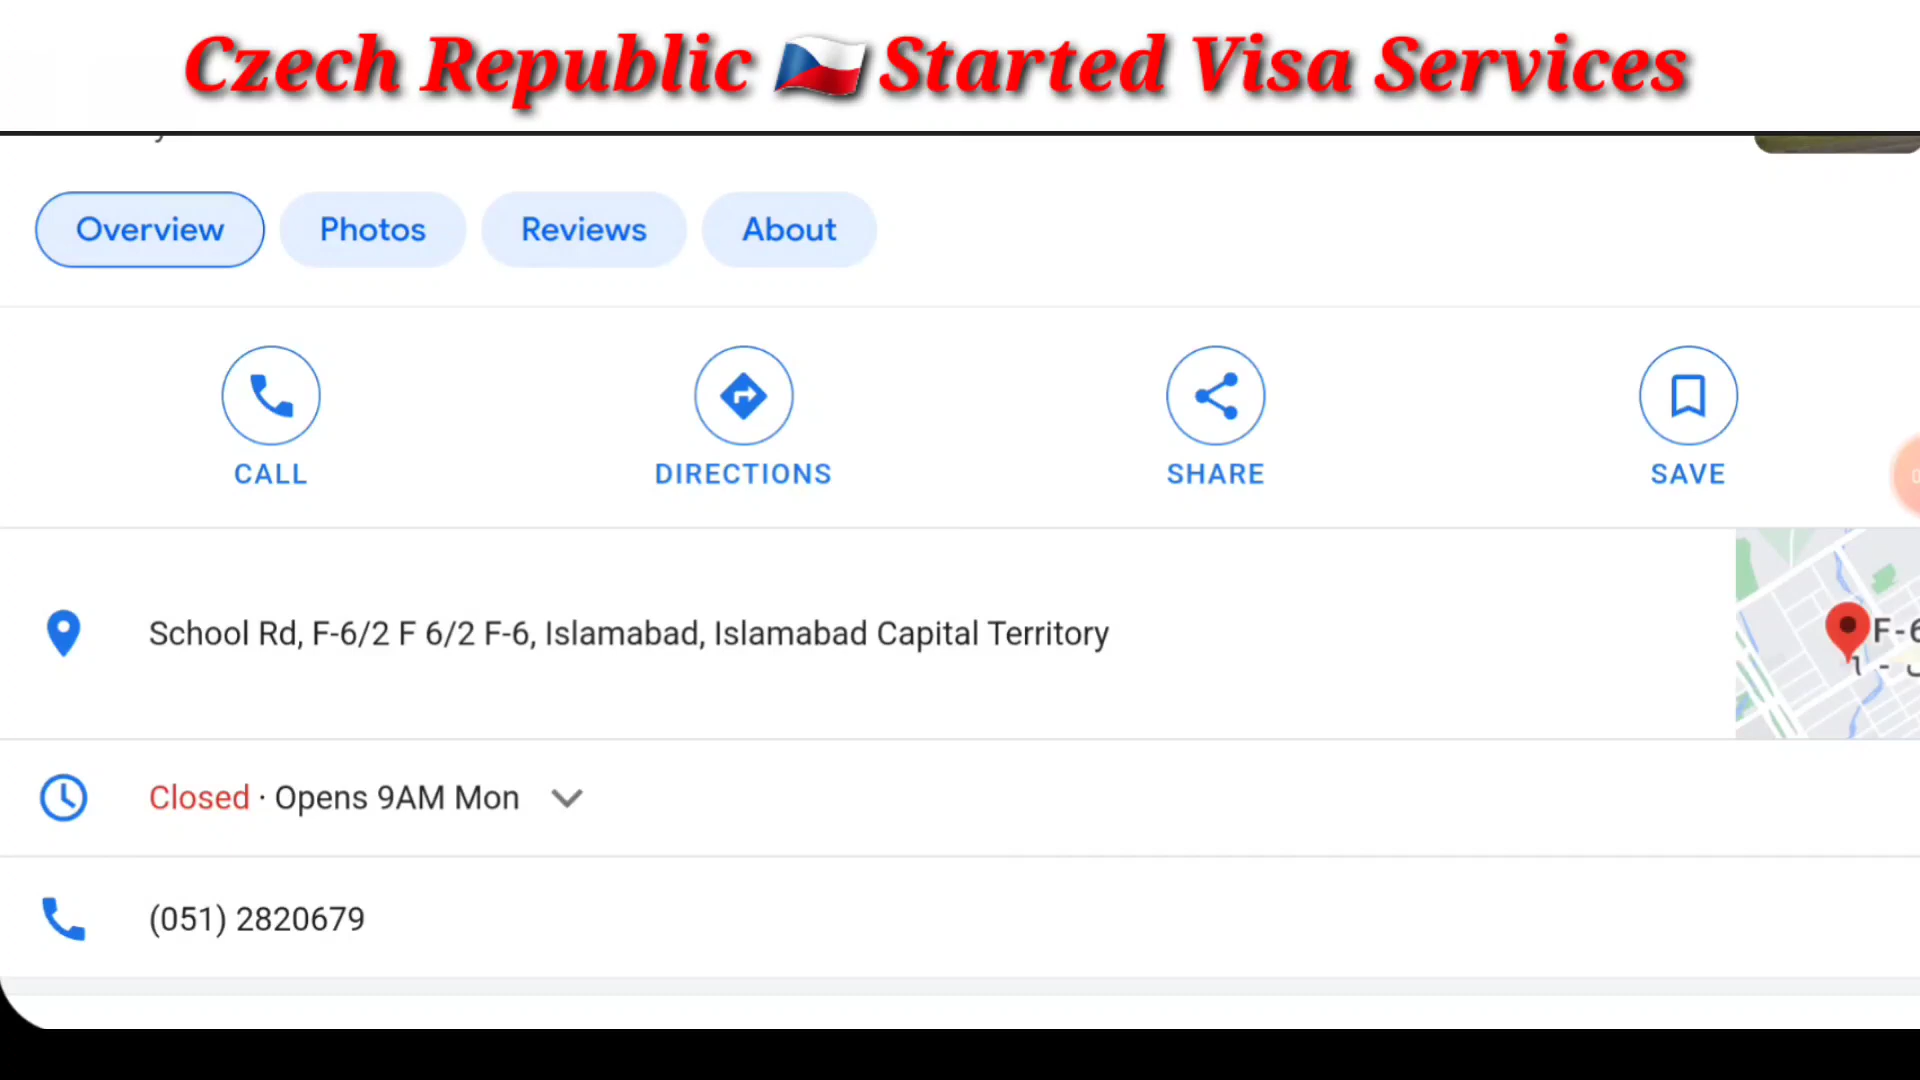 Czech Republic 🇨🇿 Started Visa Services
Overview
Photos
Reviews
About
CALL
DIRECTIONS
SHARE
SAVE
School Rd, F-6/2 F 6/2 F-6, Islamabad, Islamabad Capital Territory
F-6
Closed · Opens 9AM Mon
(051) 2820679